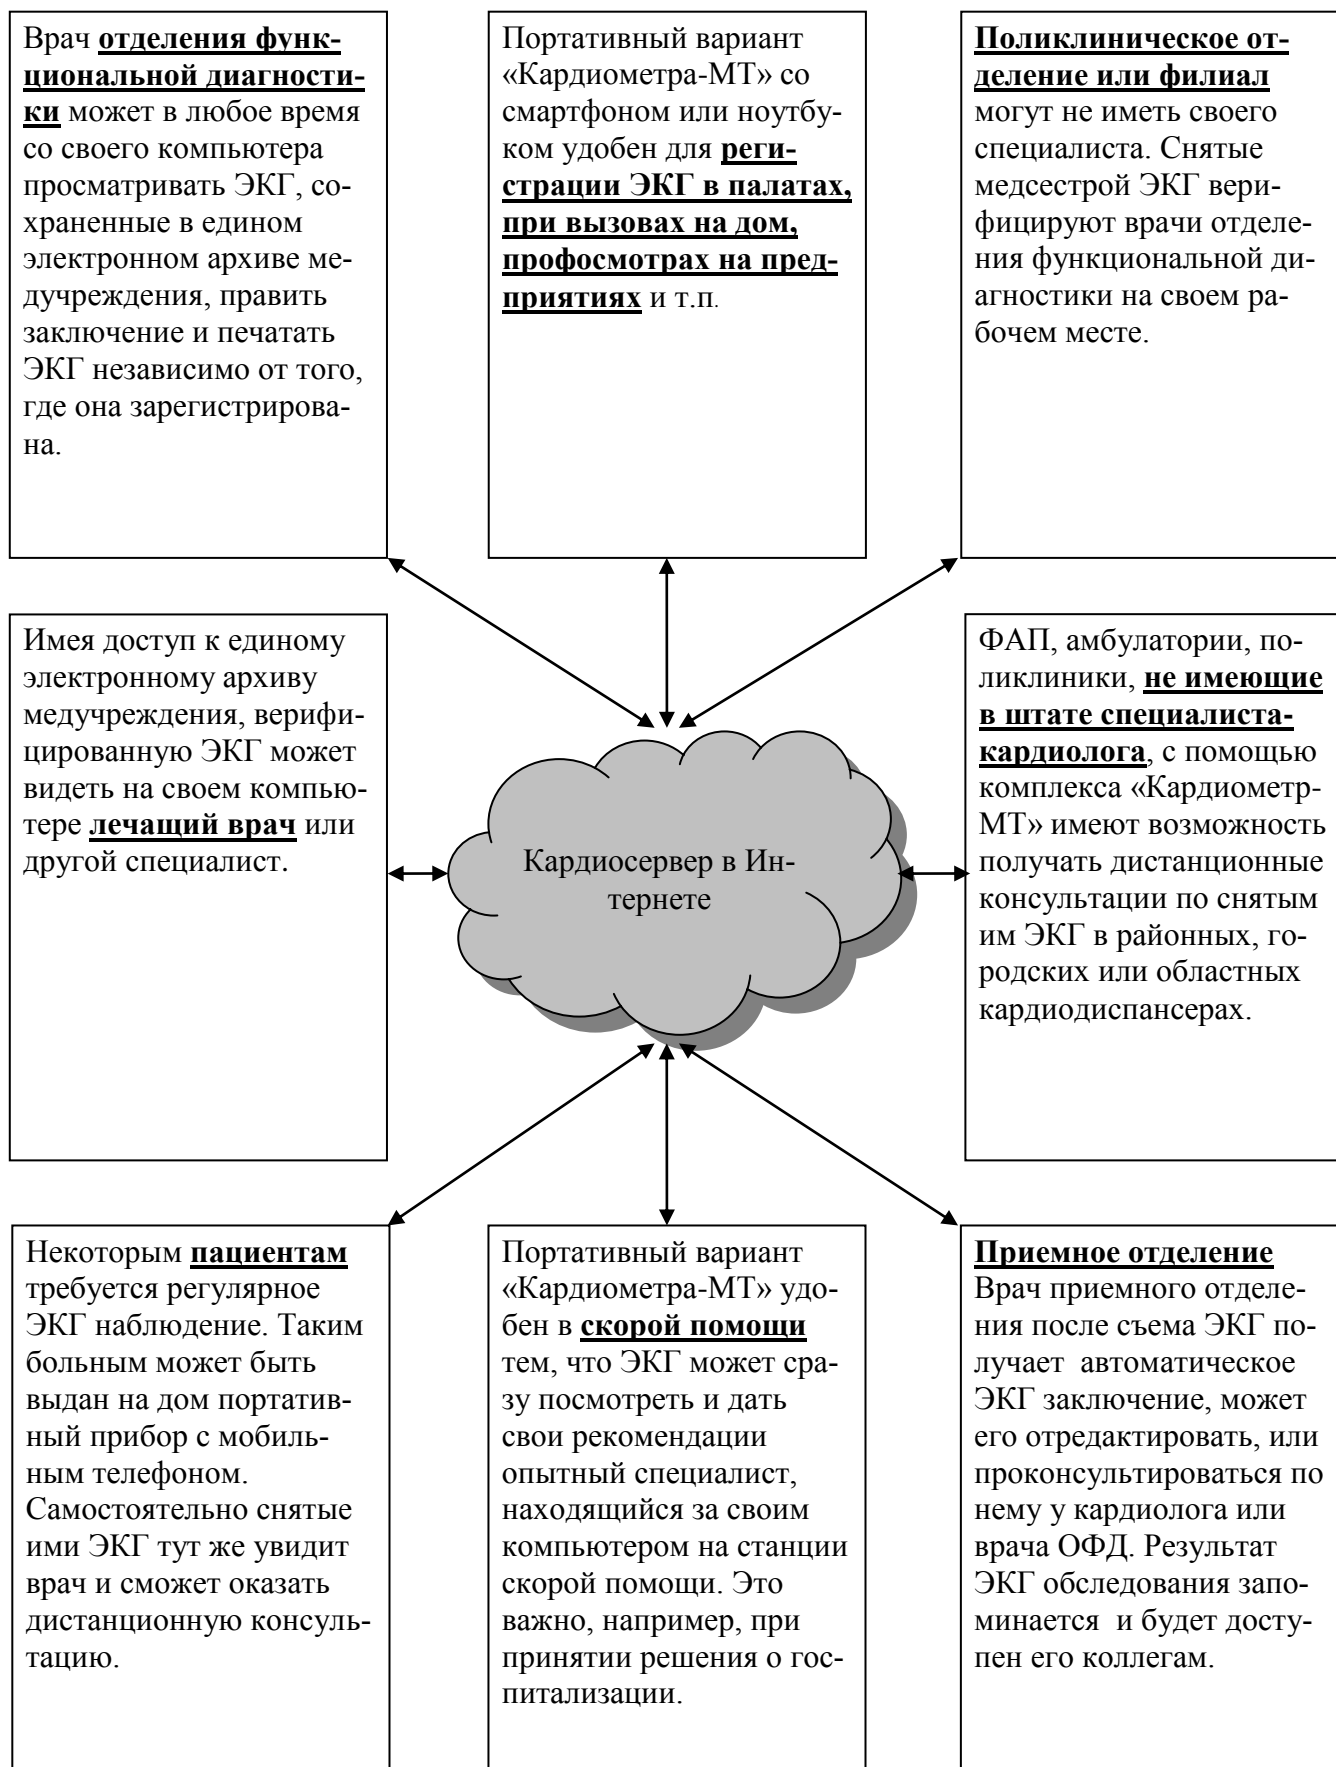 Врач отделения функ-
циональной диагности-
ки может в любое время
со своего компьютера
просматривать ЭКГ, со-
храненные в едином
электронном архиве ме-
дучреждения, править
заключение и печатать
ЭКГ независимо от того,
где она зарегистрирова-
на.
Портативный вариант
«Кардиометра-МТ» со
смартфоном или ноутбу-
ком удобен для реги-
страции ЭКГ в палатах,
при вызовах на дом,
профосмотрах на пред-
приятиях и т.п.
Поликлиническое от-
деление или филиал
могут не иметь своего
специалиста. Снятые
медсестрой ЭКГ вери-
фицируют врачи отделе-
ния функциональной ди-
агностики на своем ра-
бочем месте.
Имея доступ к единому
электронному архиву
медучреждения, верифи-
цированную ЭКГ может
видеть на своем компью-
тере лечащий врач или
другой специалист.
Кардиосервер в Ин-
тернете
ФАП, амбулатории, по-
ликлиники, не имеющие
в штате специалиста-
кардиолога, с помощью
комплекса «Кардиометр-
МТ» имеют возможность
получать дистанционные
консультации по снятым
им ЭКГ в районных, го-
родских или областных
кардиодиспансерах.
Некоторым пациентам
требуется регулярное
ЭКГ наблюдение. Таким
больным может быть
выдан на дом портатив-
ный прибор с мобиль-
ным телефоном.
Самостоятельно снятые
ими ЭКГ тут же увидит
врач и сможет оказать
дистанционную консуль-
тацию.
Портативный вариант
«Кардиометра-МТ» удо-
бен в скорой помощи
тем, что ЭКГ может сра-
зу посмотреть и дать
свои рекомендации
опытный специалист,
находящийся за своим
компьютером на станции
скорой помощи. Это
важно, например, при
принятии решения о гос-
питализации.
Приемное отделение
Врач приемного отделе-
ния после съема ЭКГ по-
лучает автоматическое
ЭКГ заключение, может
его отредактировать, или
проконсультироваться по
нему у кардиолога или
врача ОФД. Результат
ЭКГ обследования запо-
минается и будет досту-
пен его коллегам.